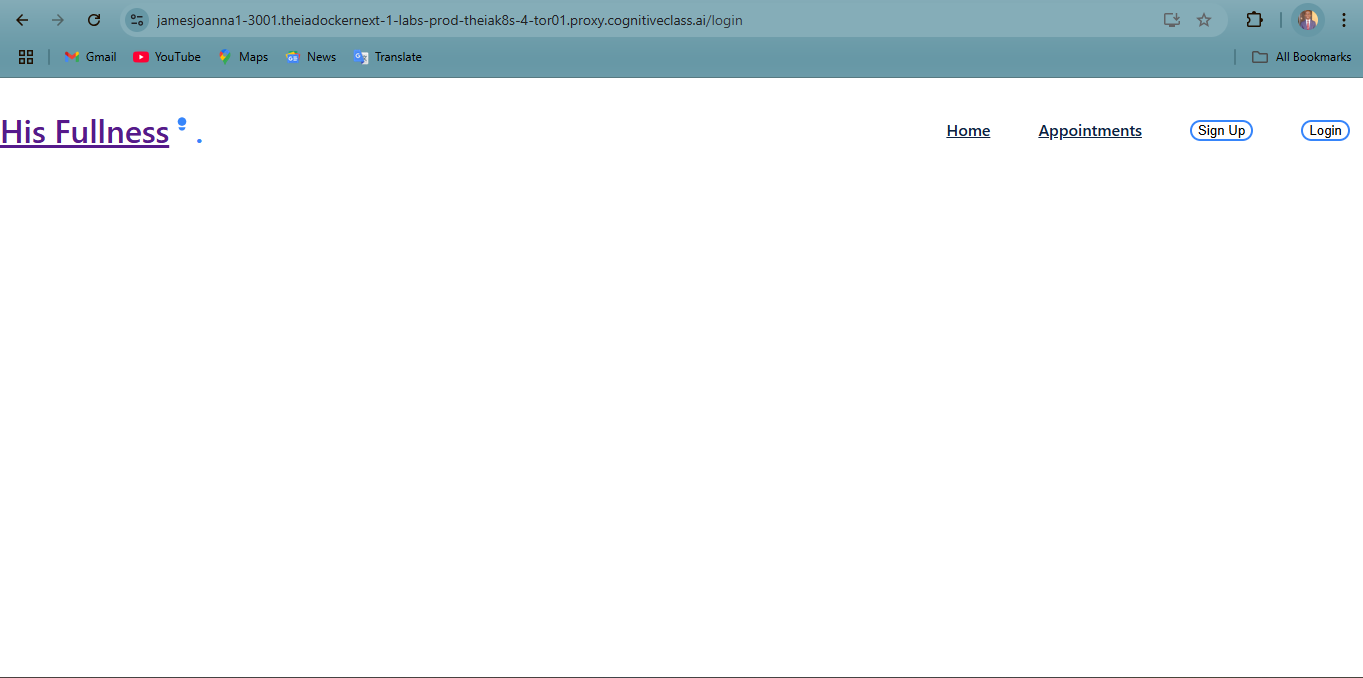 jamesjoanna1-3001.theiadockernext-1-labs-prod-theiak8s-4-tor01.proxy.cognitiveclass.ai/login
Gmail YouTube Maps News Translate All Bookmarks
His Fullness . Home Appointments Sign Up Login